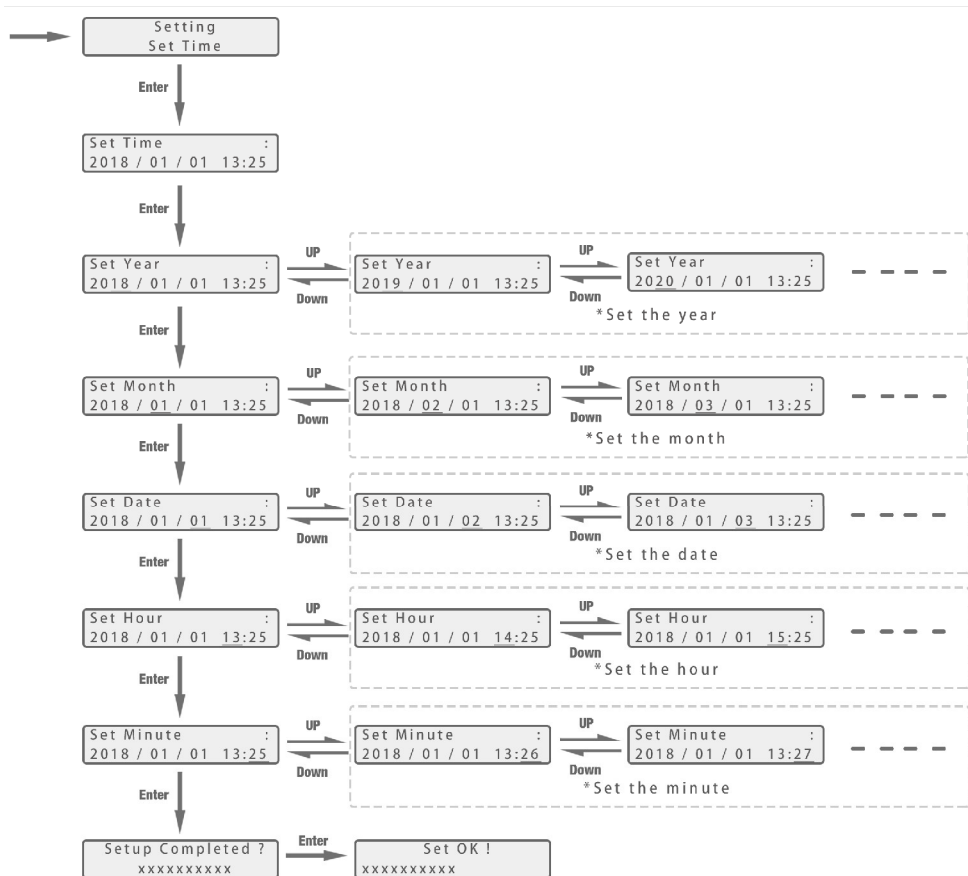 Setting
Set Time
Enter
Set Time :
2018 / 01 / 01 13:25
Enter
Set Year :
2018 / 01 / 01 13:25
UP
Down
Set Year :
2019 / 01 / 01 13:25
UP
Down
Set Year :
2020 / 01 / 01 13:25
*Set the year
Enter
Set Month :
2018 / 01 / 01 13:25
UP
Down
Set Month :
2018 / 02 / 01 13:25
UP
Down
Set Month :
2018 / 03 / 01 13:25
*Set the month
Enter
Set Date :
2018 / 01 / 01 13:25
UP
Down
Set Date :
2018 / 01 / 02 13:25
UP
Down
Set Date :
2018 / 01 / 03 13:25
*Set the date
Enter
Set Hour :
2018 / 01 / 01 13:25
UP
Down
Set Hour :
2018 / 01 / 01 14:25
UP
Down
Set Hour :
2018 / 01 / 01 15:25
*Set the hour
Enter
Set Minute :
2018 / 01 / 01 13:25
UP
Down
Set Minute :
2018 / 01 / 01 13:26
UP
Down
Set Minute :
2018 / 01 / 01 13:27
*Set the minute
Enter
Setup Completed ?
xxxxxxxxxx
Enter
Set OK !
xxxxxxxxxx